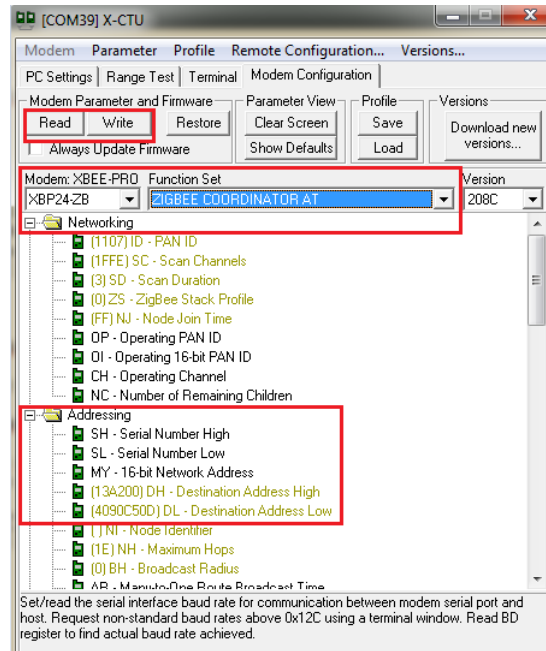 [COM39] X-CTU
Modem Parameter Profile Remote Configuration... Versions...
PC Settings Range Test Terminal Modem Configuration
Modem Parameter and Firmware Parameter View Profile Versions
Read Write Restore Clear Screen Save Download new versions...
Always Update Firmware Show Defaults Load
Modem: XBEE-PRO Function Set Version
XBP24-ZB ZIGBEE COORDINATOR AT 208C
Networking
(1107) ID - PAN ID
(1FFE) SC - Scan Channels
(3) SD - Scan Duration
(0) ZS - ZigBee Stack Profile
(FF) NJ - Node Join Time
OP - Operating PAN ID
OI - Operating 16-bit PAN ID
CH - Operating Channel
NC - Number of Remaining Children
Addressing
SH - Serial Number High
SL - Serial Number Low
MY - 16-bit Network Address
(13A200) DH - Destination Address High
(4090C50D) DL - Destination Address Low
( ) NI - Node Identifier
(1E) NH - Maximum Hops
(0) BH - Broadcast Radius
AR - Many-to-One Route Broadcast Time
Set/read the serial interface baud rate for communication between modem serial port and
host. Request non-standard baud rates above 0x12C using a terminal window. Read BD
register to find actual baud rate achieved.